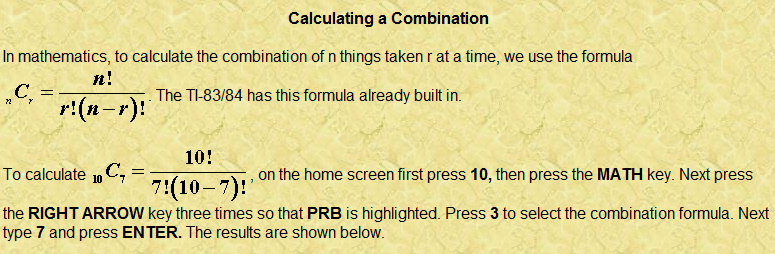 Calculating a Combination
In mathematics, to calculate the combination of n things taken r at a time, we use the formula
nCr = n! / r!(n−r)! . The TI-83/84 has this formula already built in.
To calculate 10C7 = 10! / 7!(10−7)! , on the home screen first press 10, then press the MATH key. Next press
the RIGHT ARROW key three times so that PRB is highlighted. Press 3 to select the combination formula. Next
type 7 and press ENTER. The results are shown below.